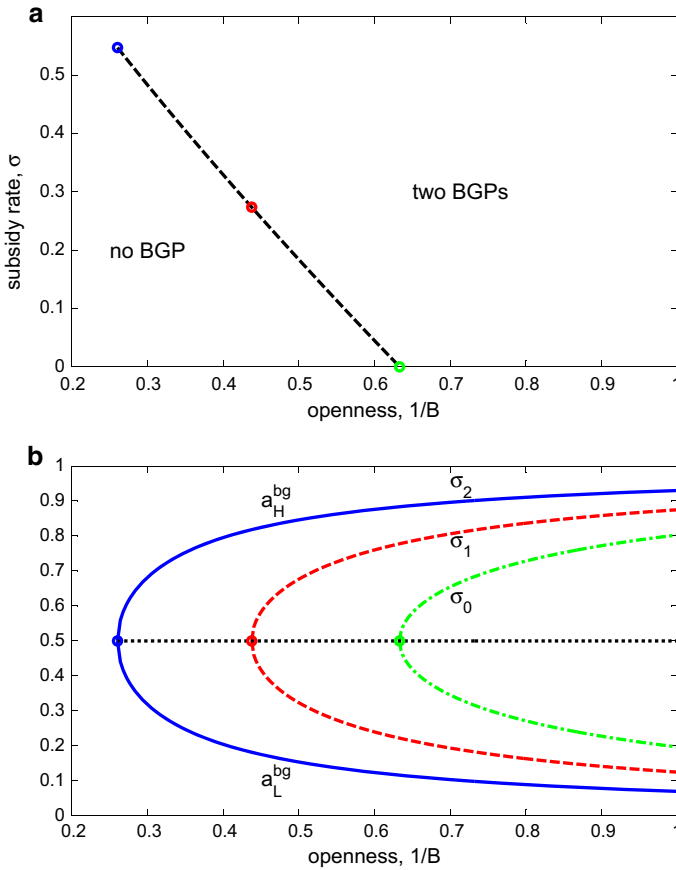 a
subsidy rate, σ
0.5
0.4
0.3
0.2
0.1
0
no BGP
two BGPs
0.2 0.3 0.4 0.5 0.6 0.7 0.8 0.9 1
openness, 1/B
b
1
0.9
0.8
0.7
0.6
0.5
0.4
0.3
0.2
0.1
0
a_H^bg
σ_2
σ_1
σ_0
a_L^bg
0.2 0.3 0.4 0.5 0.6 0.7 0.8 0.9 1
openness, 1/B